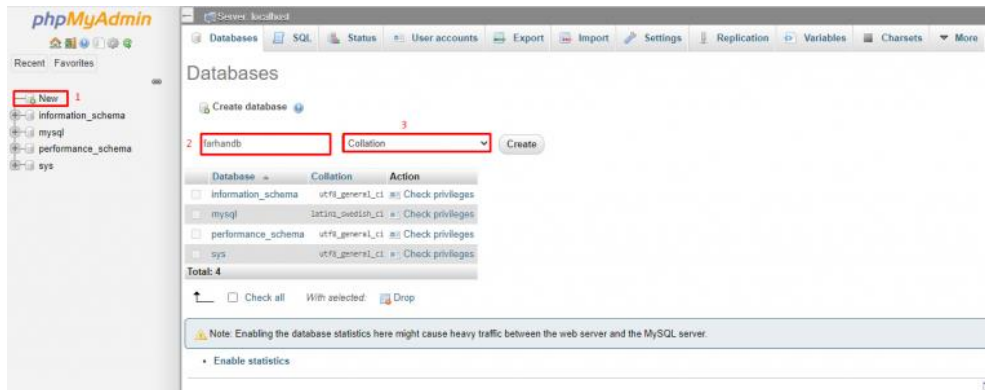 phpMyAdmin
Recent Favorites
New 1
information_schema
mysql
performance_schema
sys
Server: localhost
Databases SQL Status User accounts Export Import Settings Replication Variables Charsets More
Databases
Create database
3
2 farhandb Collation Create
Database Collation Action
information_schema utf8_general_ci Check privileges
mysql latin1_swedish_ci Check privileges
performance_schema utf8_general_ci Check privileges
sys utf8_general_ci Check privileges
Total: 4
Check all With selected: Drop
Note: Enabling the database statistics here might cause heavy traffic between the web server and the MySQL server.
• Enable statistics